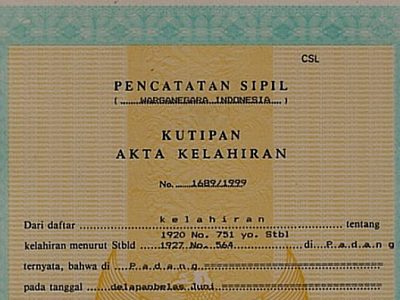 CSL
PENCATATAN SIPIL
( WARGANEGARA INDONESIA )
KUTIPAN
AKTA KELAHIRAN
No. 1689/1999
Dari daftar kelahiran tentang
1920 No. 751 yo. Stbl
kelahiran menurut Stbld 1927 No. 564 di Padang
ternyata, bahwa di Padang
pada tanggal delapanbelas Juni